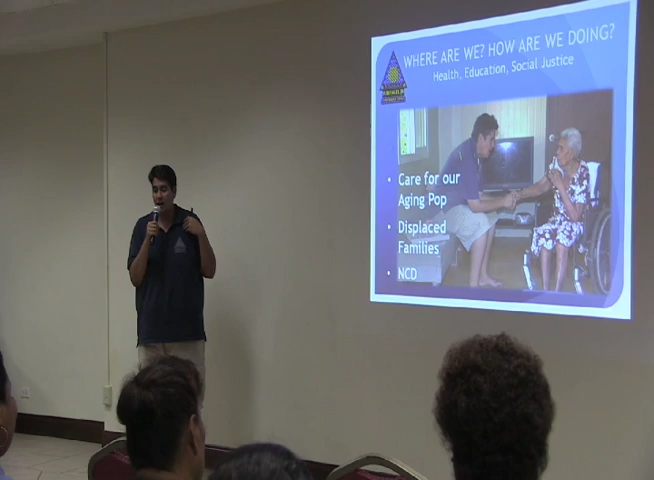 WHERE ARE WE? HOW ARE WE DOING?
Health, Education, Social Justice
• Care for our
Aging Pop
• Displaced
Families
• NCD